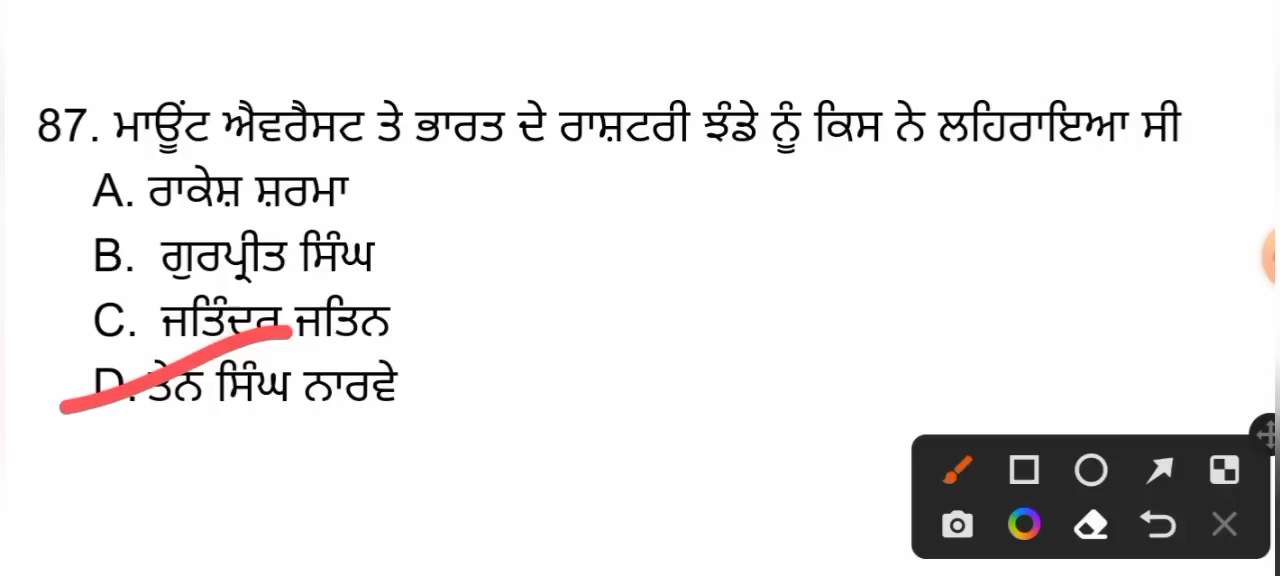 87. ਮਾਊਂਟ ਐਵਰੈਸਟ ਤੇ ਭਾਰਤ ਦੇ ਰਾਸ਼ਟਰੀ ਝੰਡੇ ਨੂੰ ਕਿਸ ਨੇ ਲਹਿਰਾਇਆ ਸੀ
A. ਰਾਕੇਸ਼ ਸ਼ਰਮਾ
B. ਗੁਰਪ੍ਰੀਤ ਸਿੰਘ
C. ਜਤਿੰਦਰ ਜਤਿਨ
D. ਤੇਨ ਸਿੰਘ ਨਾਰਵੇ